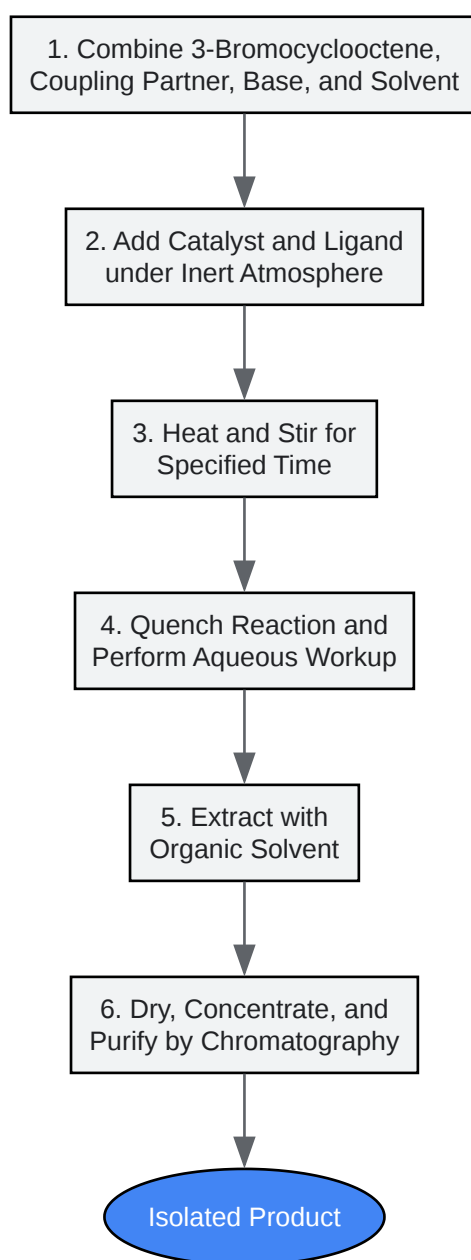 1. Combine 3-Bromocyclooctene,
Coupling Partner, Base, and Solvent
2. Add Catalyst and Ligand
under Inert Atmosphere
3. Heat and Stir for
Specified Time
4. Quench Reaction and
Perform Aqueous Workup
5. Extract with
Organic Solvent
6. Dry, Concentrate, and
Purify by Chromatography
Isolated Product